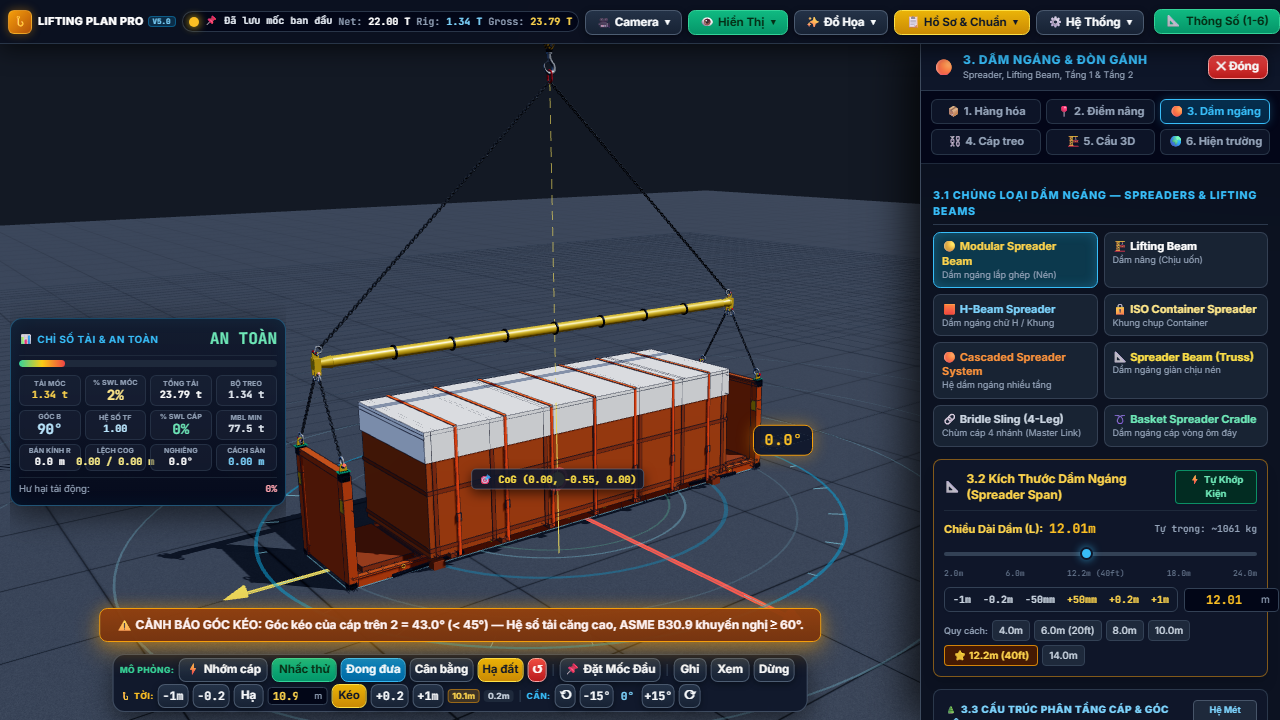 LIFTING PLAN PRO V5.0
Đã lưu mốc ban đầu Net: 22.00 T Rig: 1.34 T Gross: 23.79 T
Camera ▾
Hiển Thị ▾
Đồ Họa ▾
Hồ Sơ & Chuẩn ▾
Hệ Thống ▾
Thông Số (1-6)
3. DẦM NGÁNG & ĐÒN GÁNH
Spreader, Lifting Beam, Tầng 1 & Tầng 2
Đóng
1. Hàng hóa
2. Điểm nâng
3. Dầm ngáng
4. Cáp treo
5. Cẩu 3D
6. Hiện trường
3.1 CHỦNG LOẠI DẦM NGÁNG — SPREADERS & LIFTING
BEAMS
Modular Spreader
Beam
Dầm ngáng lắp ghép (Nén)
Lifting Beam
Dầm nâng (Chịu uốn)
H-Beam Spreader
Dầm ngáng chữ H / Khung
ISO Container Spreader
Khung chụp Container
Cascaded Spreader
System
Hệ dầm ngáng nhiều tầng
Spreader Beam (Truss)
Dầm ngáng giàn chịu nén
Bridle Sling (4-Leg)
Chùm cáp 4 nhánh (Master Link)
Basket Spreader Cradle
Dầm ngáng cáp vòng ôm đáy
3.2 Kích Thước Dầm Ngáng
(Spreader Span)
Tự Khớp
Kiện
Chiều Dài Dầm (L): 12.01m
Tự trọng: ~1061 kg
2.0m 6.0m 12.2m (40ft) 18.0m 24.0m
-1m -0.2m -50mm +50mm +0.2m +1m
12.01 m
Quy cách: 4.0m 6.0m (20ft) 8.0m 10.0m
12.2m (40ft) 14.0m
3.3 CẤU TRÚC PHÂN TẦNG CÁP & GÓC
Hệ Mét
CHỈ SỐ TẢI & AN TOÀN
AN TOÀN
TẢI MÓC % SWL MÓC TỔNG TẢI BỘ TREO
1.34 t 2% 23.79 t 1.34 t
GÓC B HỆ SỐ TF % SWL CÁP MBL MIN
90° 1.00 0% 77.5 t
BÁN KÍNH R LỆCH COG NGHIÊNG CÁCH SÀN
0.0 m 0.00 / 0.00 m 0.0° 0.00 m
Hư hại tải động: 0%
0.0°
CoG (0.00, -0.55, 0.00)
CẢNH BÁO GÓC KÉO: Góc kéo của cáp trên 2 = 43.0° (< 45°) — Hệ số tải căng cao, ASME B30.9 khuyến nghị ≥ 60°.
MÔ PHỎNG: Nhớm cáp Nhấc thử Đong đưa Cân bằng Hạ đất ↺ Đặt Mốc Đầu Ghi Xem Dừng
TỜI: -1m -0.2 Hạ 10.9 m Kéo +0.2 +1m 10.1m 0.2m CẦN: -15° 0° +15°